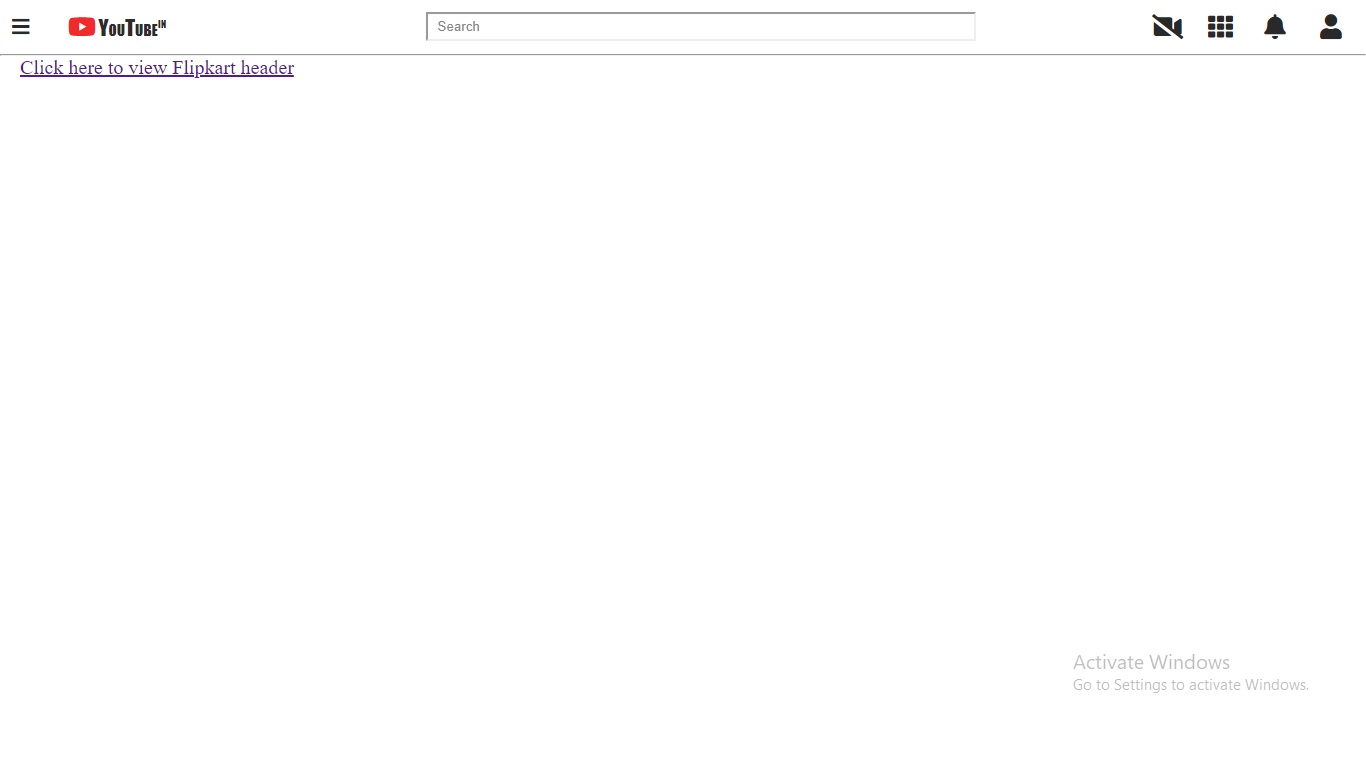 YouTube IN
Search
Click here to view Flipkart header
Activate Windows
Go to Settings to activate Windows.